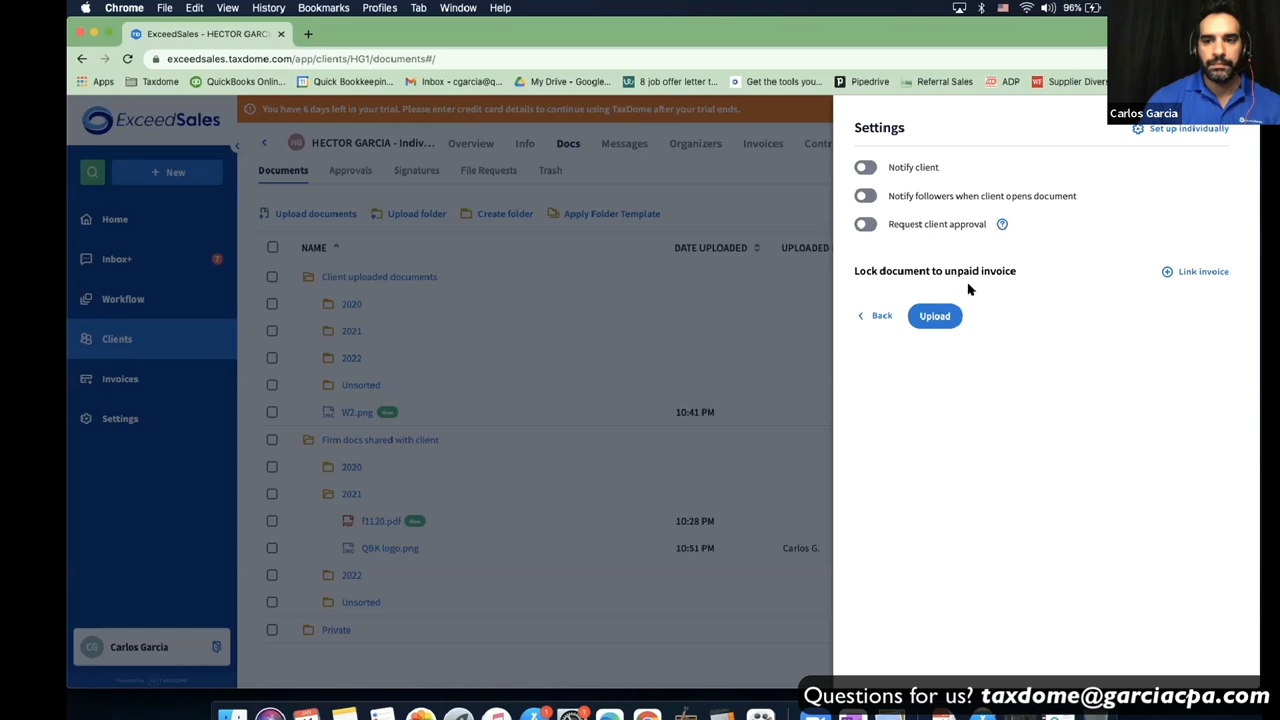 Chrome File Edit View History Bookmarks Profiles Tab Window Help 96%
ExceedSales - HECTOR GARCI
exceedsales.taxdome.com/app/clients/HG1/documents#/
Apps Taxdome QuickBooks Onlin... Quick Bookkeepin... Inbox - cgarcia@q... My Drive - Google... 8 job offer letter t... Get the tools you... Pipedrive Referral Sales ADP Supplier Divers
Carlos Garcia
ExceedSales
You have 6 days left in your trial. Please enter credit card details to continue using TaxDome after your trial ends.
HG HECTOR GARCIA - Indiv... Overview Info Docs Messages Organizers Invoices Contr
Documents Approvals Signatures File Requests Trash
New
Upload documents Upload folder Create folder Apply Folder Template
Home
Inbox+ 7
Workflow
Clients
Invoices
Settings
NAME DATE UPLOADED UPLOADED
Client uploaded documents
2020
2021
2022
Unsorted
W2.png New 10:41 PM
Firm docs shared with client
2020
2021
f1120.pdf New 10:28 PM
QBK logo.png 10:51 PM Carlos G.
2022
Unsorted
Private
CG Carlos Garcia
Powered by TAXDOME
Settings Set up individually
Notify client
Notify followers when client opens document
Request client approval ?
Lock document to unpaid invoice Link invoice
Back Upload
Questions for us? taxdome@garciacpa.com